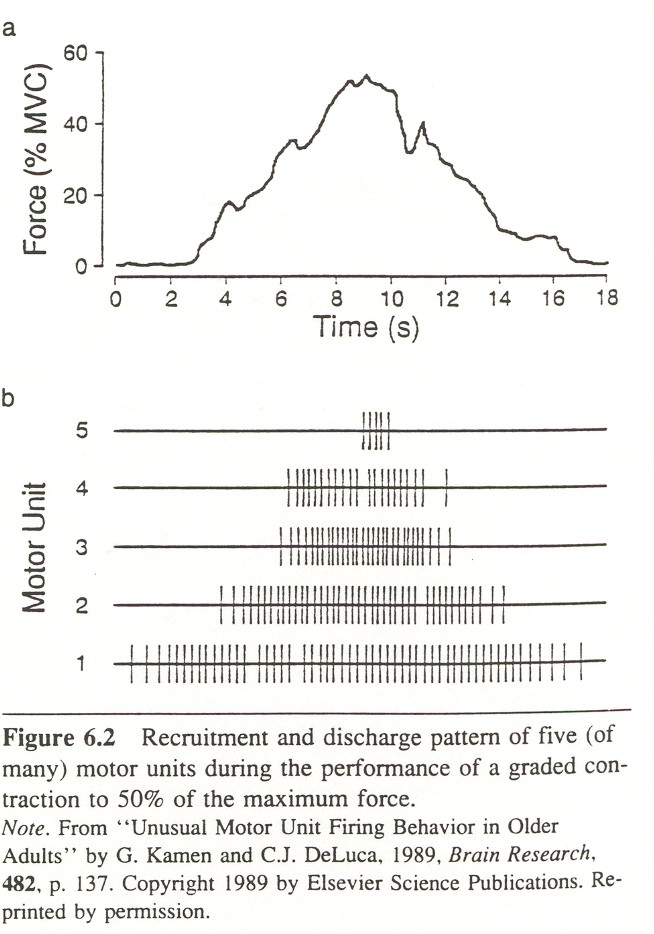 a
60
40
20
0
Force (% MVC)
0 2 4 6 8 10 12 14 16 18
Time (s)
b
5
4
3
2
1
Motor Unit
Figure 6.2 Recruitment and discharge pattern of five (of
many) motor units during the performance of a graded con-
traction to 50% of the maximum force.
Note. From “Unusual Motor Unit Firing Behavior in Older
Adults” by G. Kamen and C.J. DeLuca, 1989, Brain Research,
482, p. 137. Copyright 1989 by Elsevier Science Publications. Re-
printed by permission.